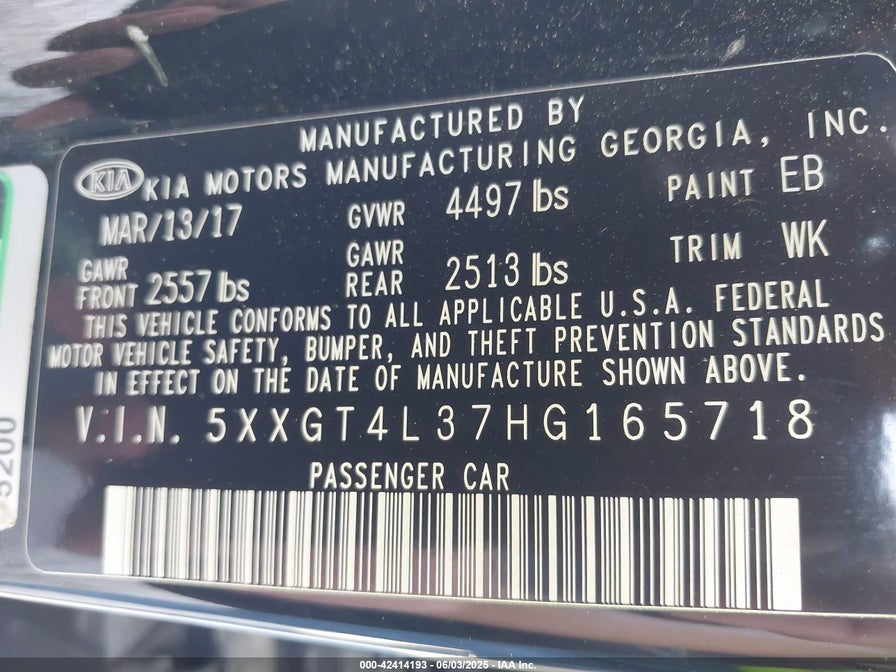 MANUFACTURED BY
KIA KIA MOTORS MANUFACTURING GEORGIA, INC.
MAR/13/17 GVWR 4497 lbs PAINT EB
GAWR FRONT 2557 lbs GAWR REAR 2513 lbs TRIM WK
THIS VEHICLE CONFORMS TO ALL APPLICABLE U.S.A. FEDERAL
MOTOR VEHICLE SAFETY, BUMPER, AND THEFT PREVENTION STANDARDS
IN EFFECT ON THE DATE OF MANUFACTURE SHOWN ABOVE.
V.I.N. 5XXGT4L37HG165718
PASSENGER CAR
000-42414193 - 06/03/2025 - IAA Inc.